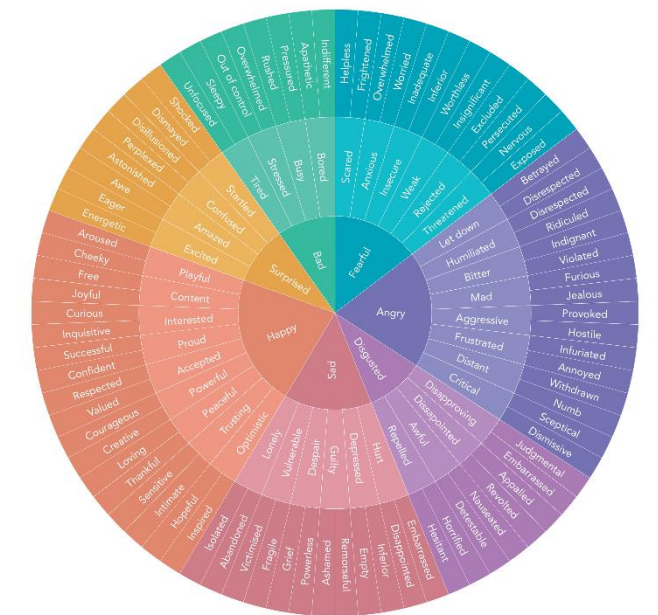 Bad
Fearful
Angry
Disgusted
Sad
Happy
Surprised
Tired
Stressed
Busy
Bored
Scared
Anxious
Insecure
Weak
Rejected
Threatened
Let down
Humiliated
Bitter
Mad
Aggressive
Frustrated
Distant
Critical
Disapproving
Dissapointed
Awful
Repelled
Hurt
Depressed
Guilty
Despair
Vulnerable
Lonely
Optimistic
Trusting
Peaceful
Powerful
Accepted
Proud
Interested
Content
Playful
Excited
Amazed
Confused
Startled
Unfocused
Sleepy
Out of control
Overwhelmed
Rushed
Pressured
Apathetic
Indifferent
Helpless
Frightened
Overwhelmed
Worried
Inadequate
Inferior
Worthless
Insignificant
Excluded
Persecuted
Nervous
Exposed
Betrayed
Disrespected
Disrespected
Ridiculed
Indignant
Violated
Furious
Jealous
Provoked
Hostile
Infuriated
Annoyed
Withdrawn
Numb
Sceptical
Dismissive
Judgmental
Embarrassed
Appalled
Revolted
Nauseated
Detestable
Horrified
Hesitant
Embarrassed
Disappointed
Inferior
Empty
Remorseful
Ashamed
Powerless
Grief
Fragile
Victimised
Abandoned
Isolated
Inspired
Hopeful
Intimate
Sensitive
Thankful
Loving
Creative
Courageous
Valued
Respected
Confident
Successful
Inquisitive
Curious
Joyful
Free
Cheeky
Aroused
Energetic
Eager
Awe
Astonished
Perplexed
Disillusioned
Dismayed
Shocked